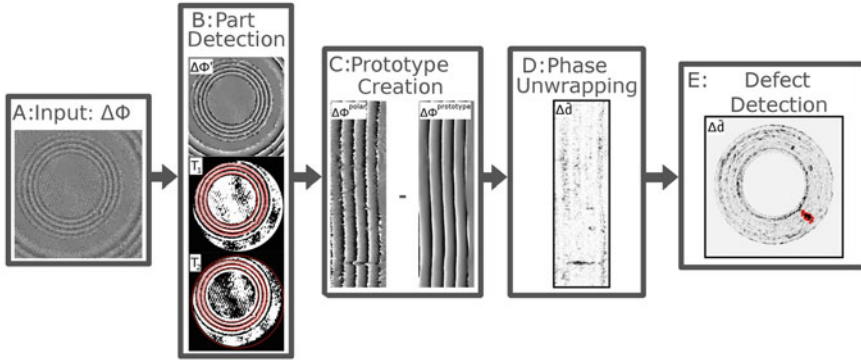 A:Input: ΔΦ
B:Part
Detection
ΔΦ'
T₁
T₂
C:Prototype
Creation
ΔΦᵖᵒˡᵃʳ
-
ΔΦᵖʳᵒᵗᵒᵗʸᵖᵉ
D:Phase
Unwrapping
Δd
E: Defect
Detection
Δd